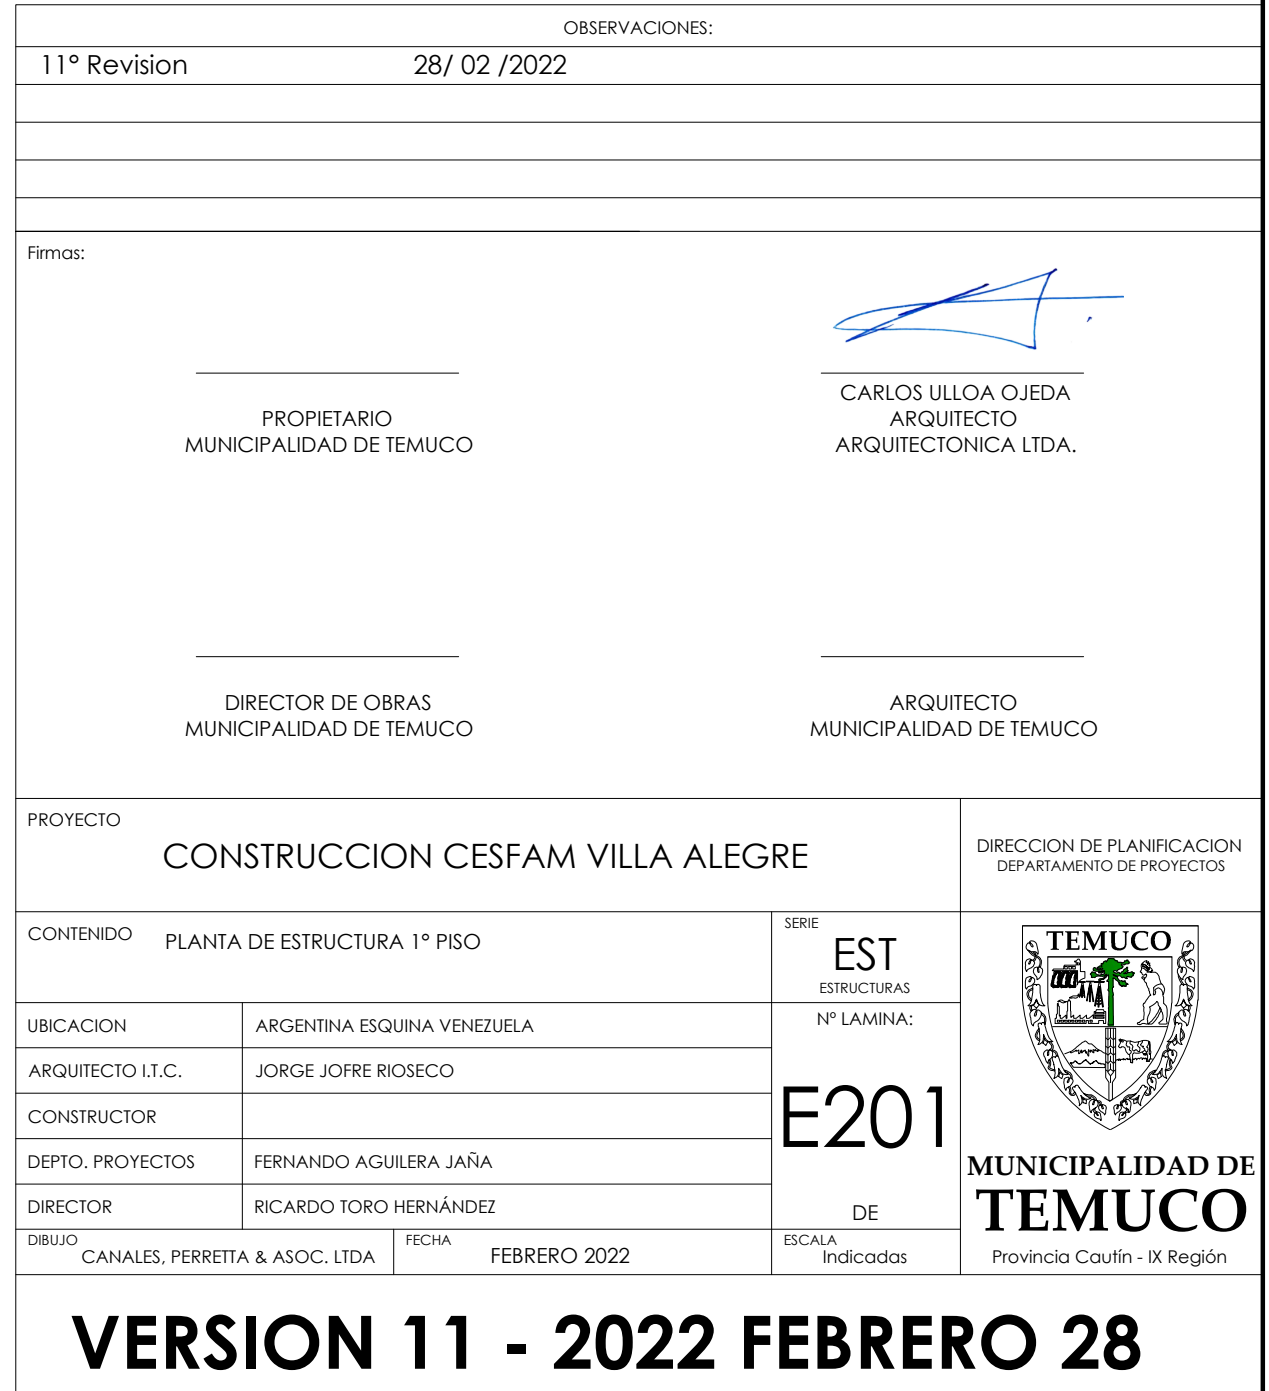 OBSERVACIONES:
11° Revision 28/ 02 /2022
Firmas:
PROPIETARIO
MUNICIPALIDAD DE TEMUCO
CARLOS ULLOA OJEDA
ARQUITECTO
ARQUITECTONICA LTDA.
DIRECTOR DE OBRAS
MUNICIPALIDAD DE TEMUCO
ARQUITECTO
MUNICIPALIDAD DE TEMUCO
PROYECTO
CONSTRUCCION CESFAM VILLA ALEGRE
DIRECCION DE PLANIFICACION
DEPARTAMENTO DE PROYECTOS
CONTENIDO PLANTA DE ESTRUCTURA 1° PISO
SERIE
EST
ESTRUCTURAS
UBICACION ARGENTINA ESQUINA VENEZUELA
ARQUITECTO I.T.C. JORGE JOFRE RIOSECO
CONSTRUCTOR
DEPTO. PROYECTOS FERNANDO AGUILERA JAÑA
DIRECTOR RICARDO TORO HERNÁNDEZ
DIBUJO
CANALES, PERRETTA & ASOC. LTDA
FECHA
FEBRERO 2022
Nº LAMINA:
E201
DE
ESCALA
Indicadas
TEMUCO
MUNICIPALIDAD DE
TEMUCO
Provincia Cautín - IX Región
VERSION 11 - 2022 FEBRERO 28